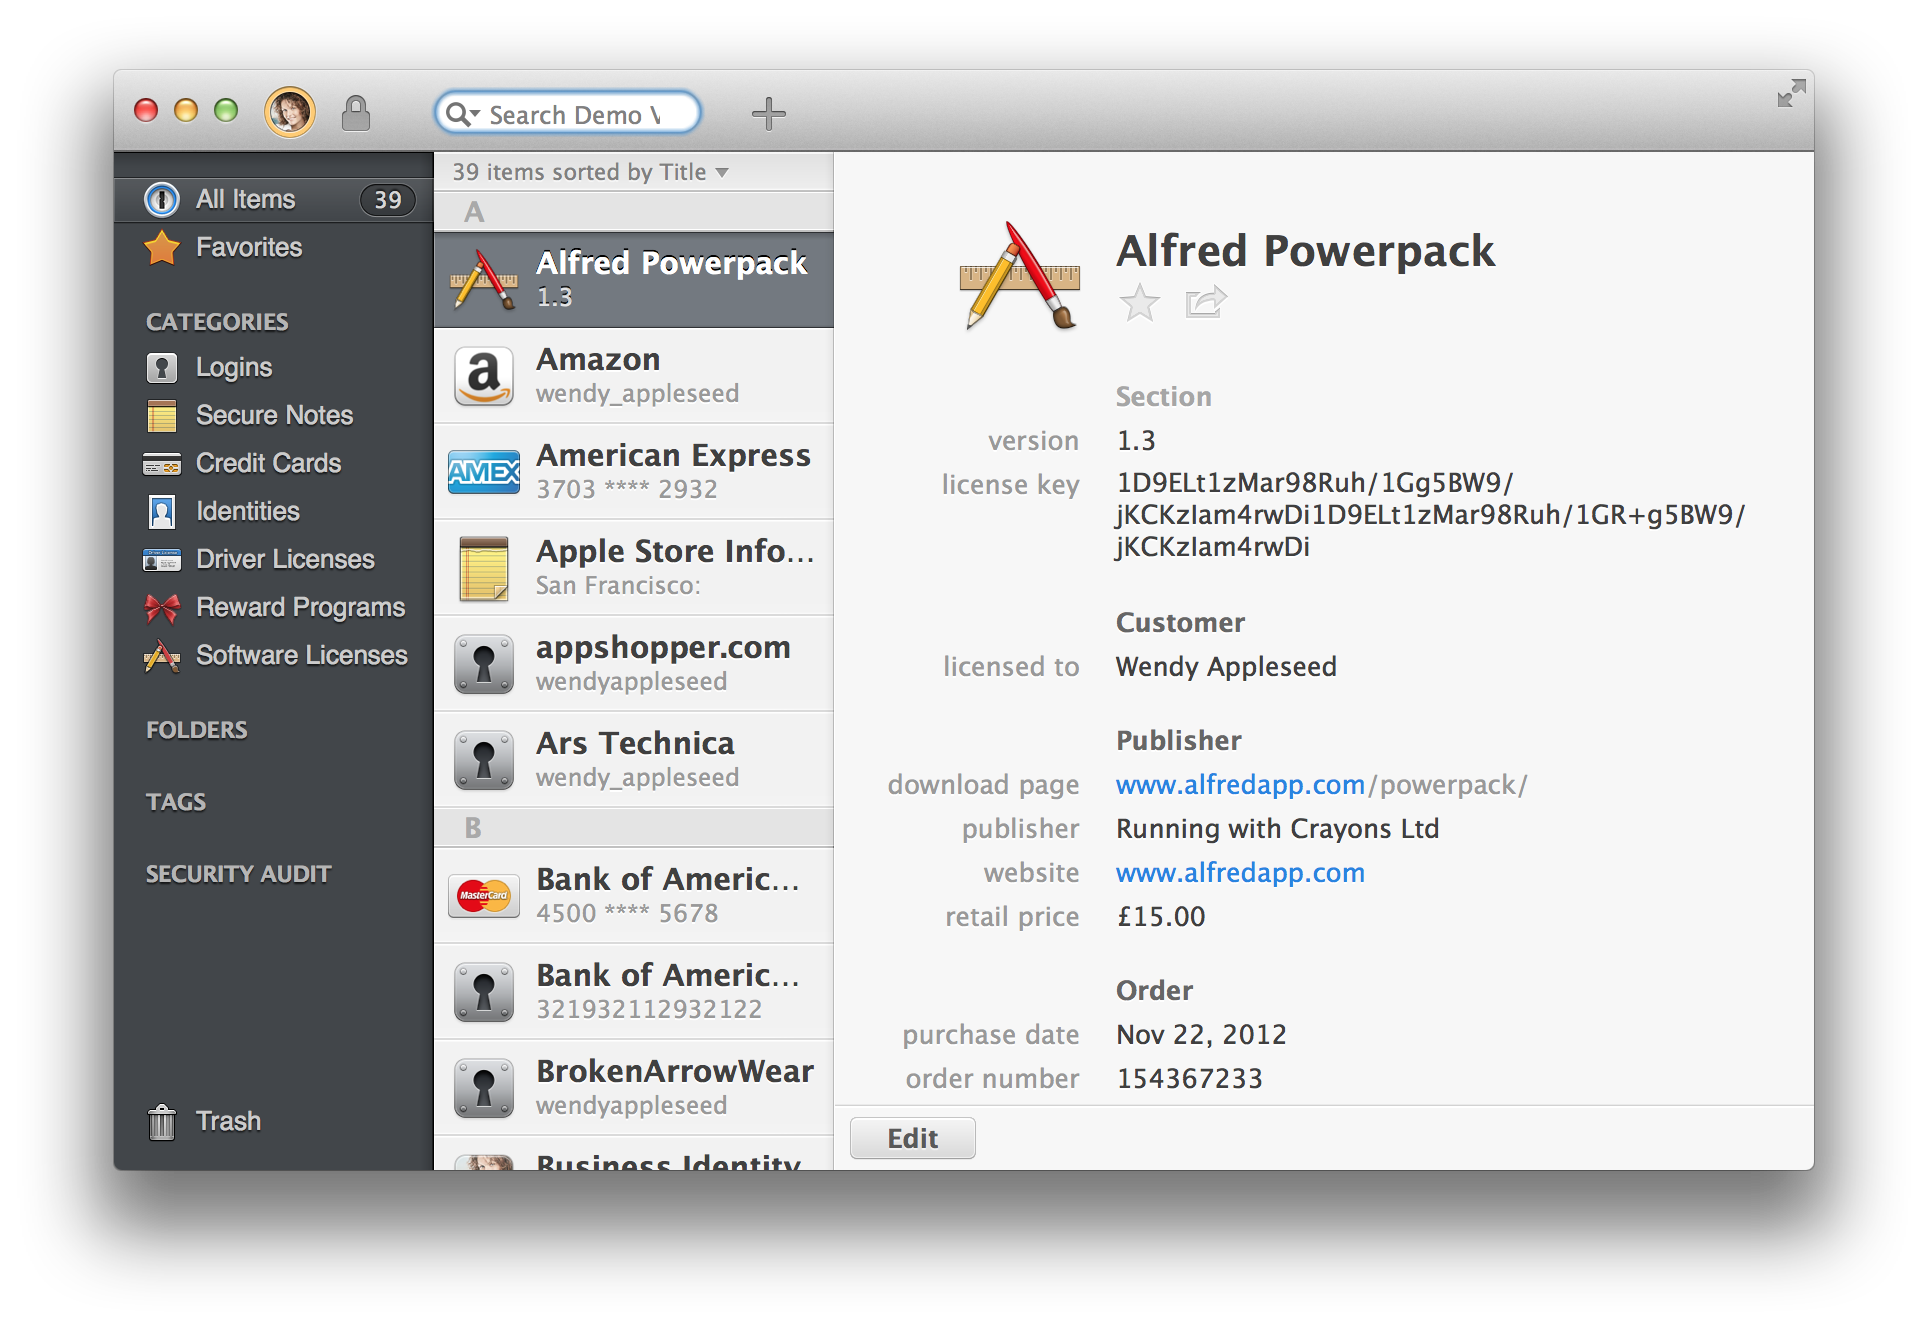 Search Demo V
All Items 39
Favorites
CATEGORIES
Logins
Secure Notes
Credit Cards
Identities
Driver Licenses
Reward Programs
Software Licenses
FOLDERS
TAGS
SECURITY AUDIT
Trash
39 items sorted by Title
A
Alfred Powerpack
1.3
a
Amazon
wendy_appleseed
AMEX
American Express
3703 **** 2932
Apple Store Info...
San Francisco:
appshopper.com
wendyappleseed
Ars Technica
wendy_appleseed
B
MasterCard
Bank of Americ...
4500 **** 5678
Bank of Americ...
321932112932122
BrokenArrowWear
wendyappleseed
Business Identity
Alfred Powerpack
Section
version 1.3
license key 1D9ELt1zMar98Ruh/1Gg5BW9/
jKCKzIam4rwDi1D9ELt1zMar98Ruh/1GR+g5BW9/
jKCKzIam4rwDi
Customer
licensed to Wendy Appleseed
Publisher
download page www.alfredapp.com/powerpack/
publisher Running with Crayons Ltd
website www.alfredapp.com
retail price £15.00
Order
purchase date Nov 22, 2012
order number 154367233
Edit